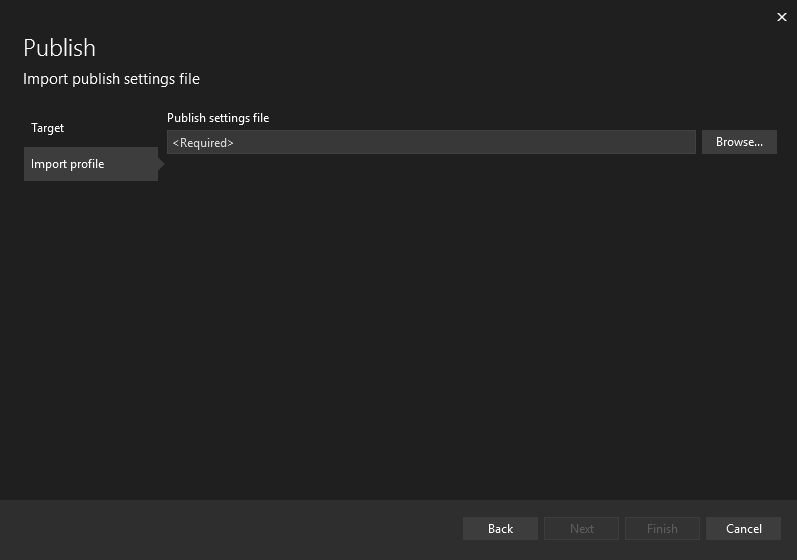 Publish
Import publish settings file
Target
Import profile
Publish settings file
<Required>
Browse...
Back
Next
Finish
Cancel